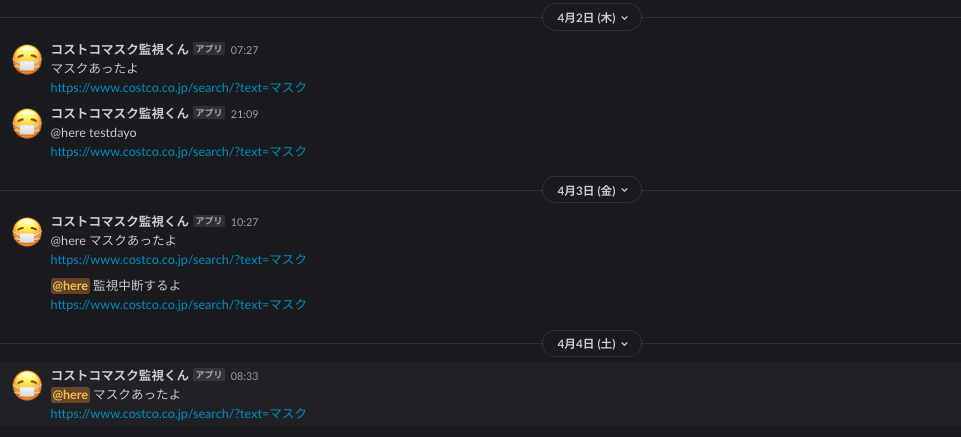 4月2日 (木)
コストコマスク監視くん アプリ 07:27
マスクあったよ
https://www.costco.co.jp/search/?text=マスク
コストコマスク監視くん アプリ 21:09
@here testdayo
https://www.costco.co.jp/search/?text=マスク
4月3日 (金)
コストコマスク監視くん アプリ 10:27
@here マスクあったよ
https://www.costco.co.jp/search/?text=マスク
@here 監視中断するよ
https://www.costco.co.jp/search/?text=マスク
4月4日 (土)
コストコマスク監視くん アプリ 08:33
@here マスクあったよ
https://www.costco.co.jp/search/?text=マスク